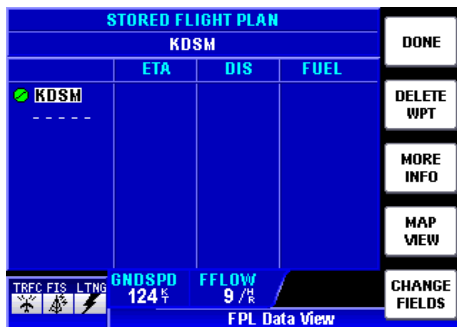 STORED FLIGHT PLAN
KDSM
DONE
ETA DIS FUEL
KDSM
- - - - -
DELETE
WPT
MORE
INFO
MAP
VIEW
TRFC FIS LTNG
GNDSPD FFLOW
124 KT 9 /HR
CHANGE
FIELDS
FPL Data View